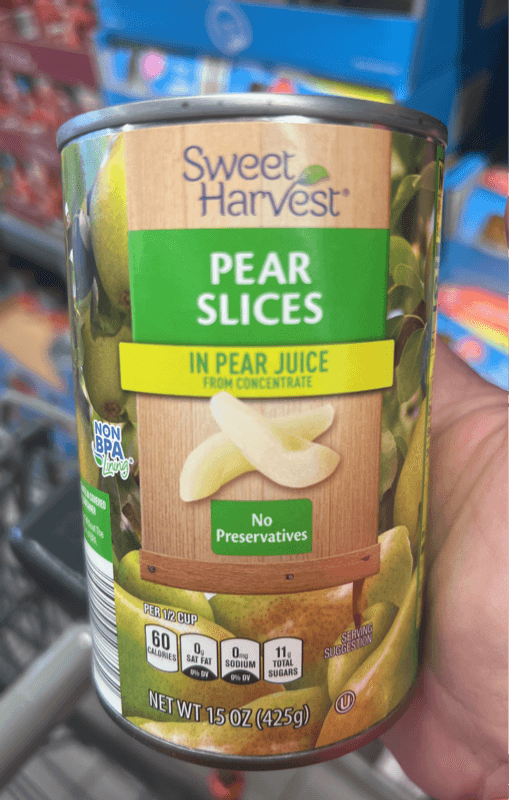 Sweet
Harvest®
PEAR
SLICES
IN PEAR JUICE
FROM CONCENTRATE
NON
BPA
Lining*
No
Preservatives
PER 1/2 CUP
60
CALORIES
0g
SAT FAT
0% DV
0mg
SODIUM
0% DV
11g
TOTAL
SUGARS
SERVING
SUGGESTION
NET WT 15 OZ (425g)
U